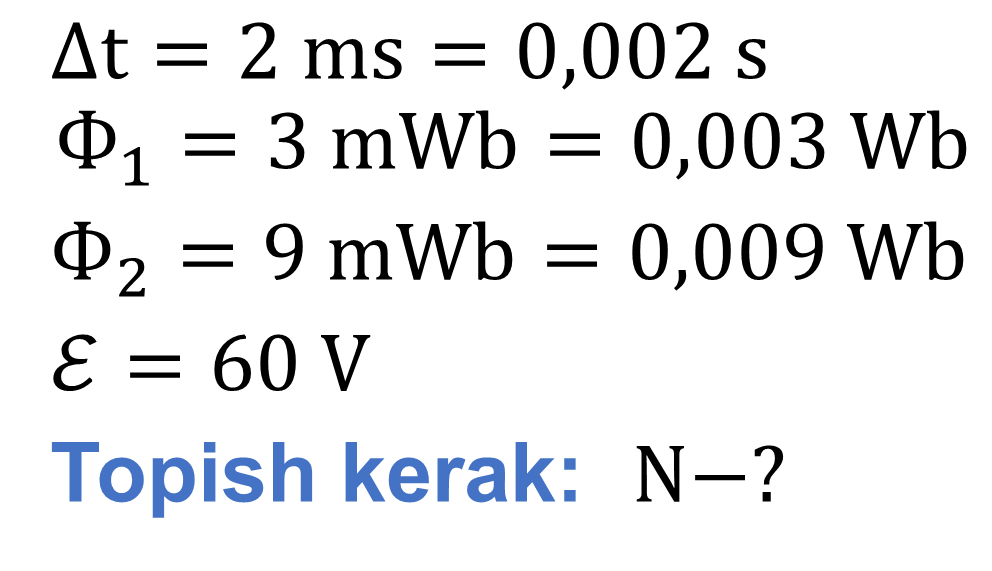 Δt = 2 ms = 0,002 s
Φ₁ = 3 mWb = 0,003 Wb
Φ₂ = 9 mWb = 0,009 Wb
ℰ = 60 V
Topish kerak: N−?